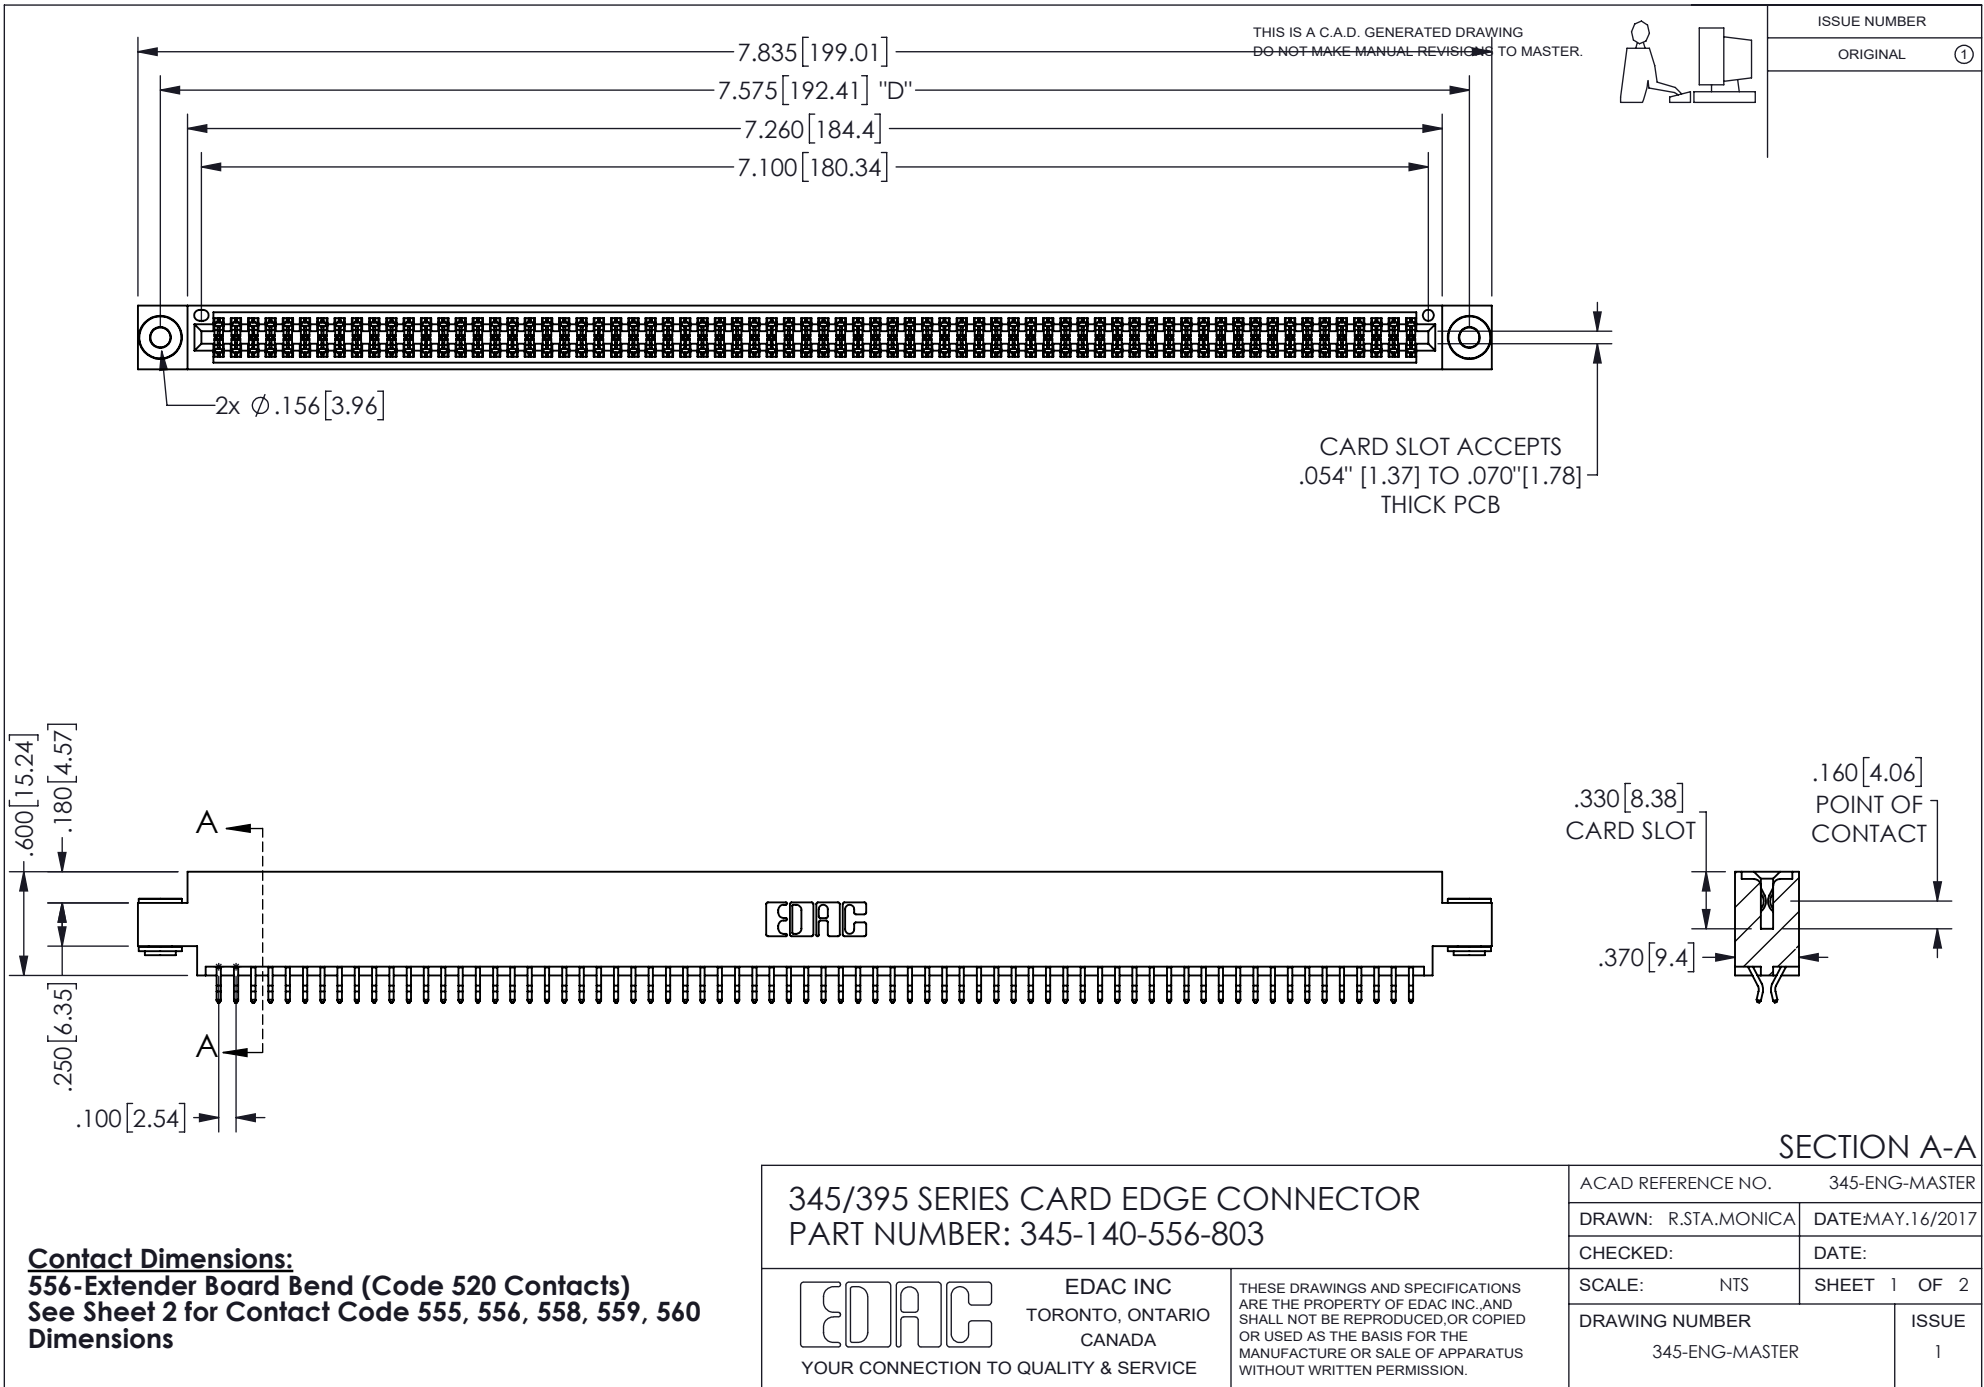 THIS IS A C.A.D. GENERATED DRAWING
DO NOT MAKE MANUAL REVISIONS TO MASTER.
ISSUE NUMBER
ORIGINAL 1
7.835[199.01]
7.575[192.41] "D"
7.260[184.4]
7.100[180.34]
2x Ø.156[3.96]
CARD SLOT ACCEPTS
.054" [1.37] TO .070"[1.78]
THICK PCB
.600[15.24]
.180[4.57]
.250[6.35]
.100[2.54]
A
A
EDAC
.330[8.38]
CARD SLOT
.160[4.06]
POINT OF
CONTACT
.370[9.4]
SECTION A-A
Contact Dimensions:
556-Extender Board Bend (Code 520 Contacts)
See Sheet 2 for Contact Code 555, 556, 558, 559, 560
Dimensions
345/395 SERIES CARD EDGE CONNECTOR
PART NUMBER: 345-140-556-803
EDAC
EDAC INC
TORONTO, ONTARIO
CANADA
YOUR CONNECTION TO QUALITY & SERVICE
THESE DRAWINGS AND SPECIFICATIONS
ARE THE PROPERTY OF EDAC INC.,AND
SHALL NOT BE REPRODUCED,OR COPIED
OR USED AS THE BASIS FOR THE
MANUFACTURE OR SALE OF APPARATUS
WITHOUT WRITTEN PERMISSION.
ACAD REFERENCE NO. 345-ENG-MASTER
DRAWN: R.STA.MONICA DATE:MAY.16/2017
CHECKED: DATE:
SCALE: NTS SHEET 1 OF 2
DRAWING NUMBER ISSUE
345-ENG-MASTER 1